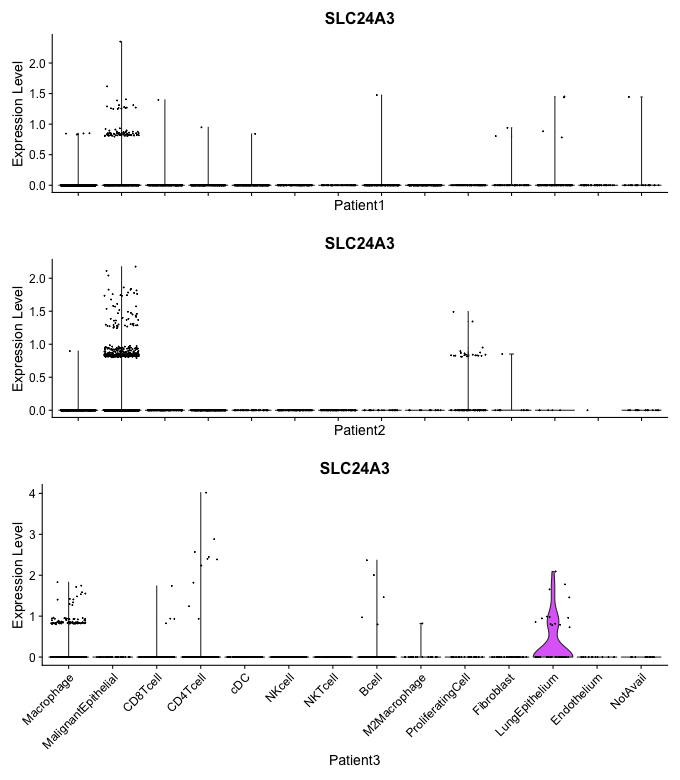 SLC24A3
Expression Level
2.0
1.5
1.0
0.5
0.0
Patient1
SLC24A3
Expression Level
2.0
1.5
1.0
0.5
0.0
Patient2
SLC24A3
Expression Level
4
3
2
1
0
Macrophage
MalignantEpithelial
CD8Tcell
CD4Tcell
cDC
NKcell
NKTcell
Bcell
M2Macrophage
ProliferatingCell
Fibroblast
LungEpithelium
Endothelium
NotAvail
Patient3